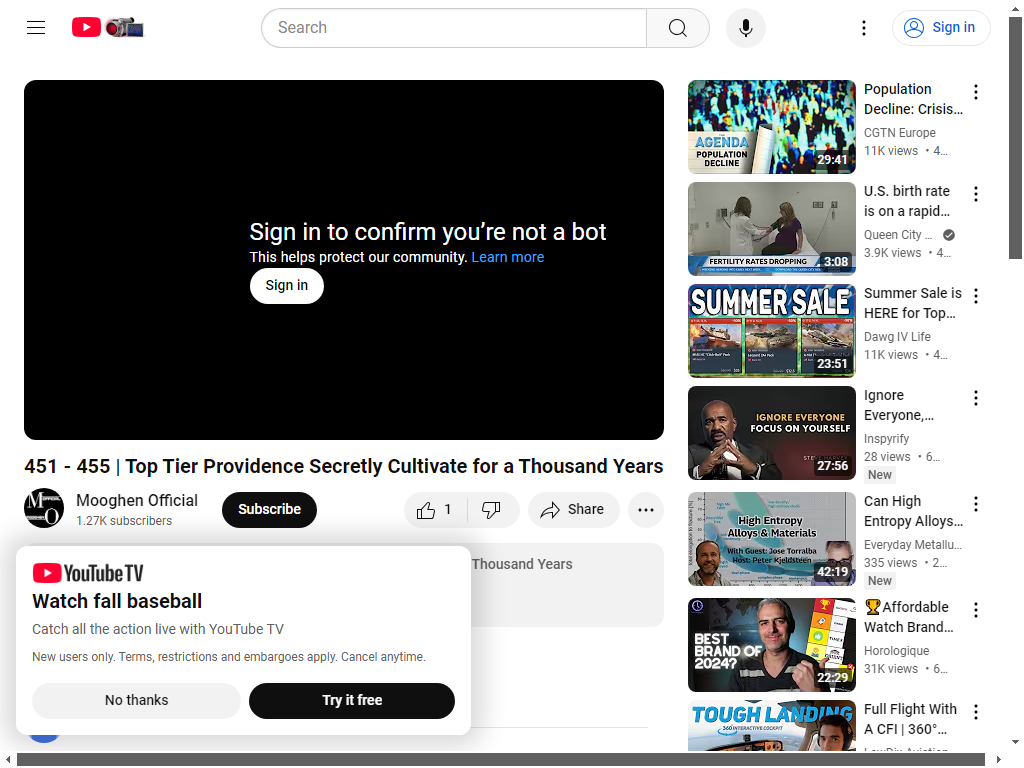 Search
Sign in
Sign in to confirm you’re not a bot
This helps protect our community. Learn more
Sign in
451 - 455 | Top Tier Providence Secretly Cultivate for a Thousand Years
Mooghen Official
1.27K subscribers
Subscribe
1
Share
Thousand Years
YouTube TV
Watch fall baseball
Catch all the action live with YouTube TV
New users only. Terms, restrictions and embargoes apply. Cancel anytime.
No thanks
Try it free
THE AGENDA
POPULATION
DECLINE
29:41
Population
Decline: Crisis…
CGTN Europe
11K views • 4…
FERTILITY RATES DROPPING
3:08
U.S. birth rate
is on a rapid…
Queen City …
3.9K views • 4…
SUMMER SALE
23:51
Summer Sale is
HERE for Top…
Dawg IV Life
11K views • 4…
IGNORE EVERYONE
FOCUS ON YOURSELF
27:56
Ignore
Everyone,…
Inspyrify
28 views • 6…
New
High Entropy
Alloys & Materials
With Guest: Jose Torralba
Host: Peter Kjeldsteen
42:19
Can High
Entropy Alloys…
Everyday Metallu…
335 views • 2…
New
BEST
BRAND OF
2024?
22:29
🏆Affordable
Watch Brand…
Horologique
31K views • 6…
TOUGH LANDING
360 INTERACTIVE COCKPIT
Full Flight With
A CFI | 360°…